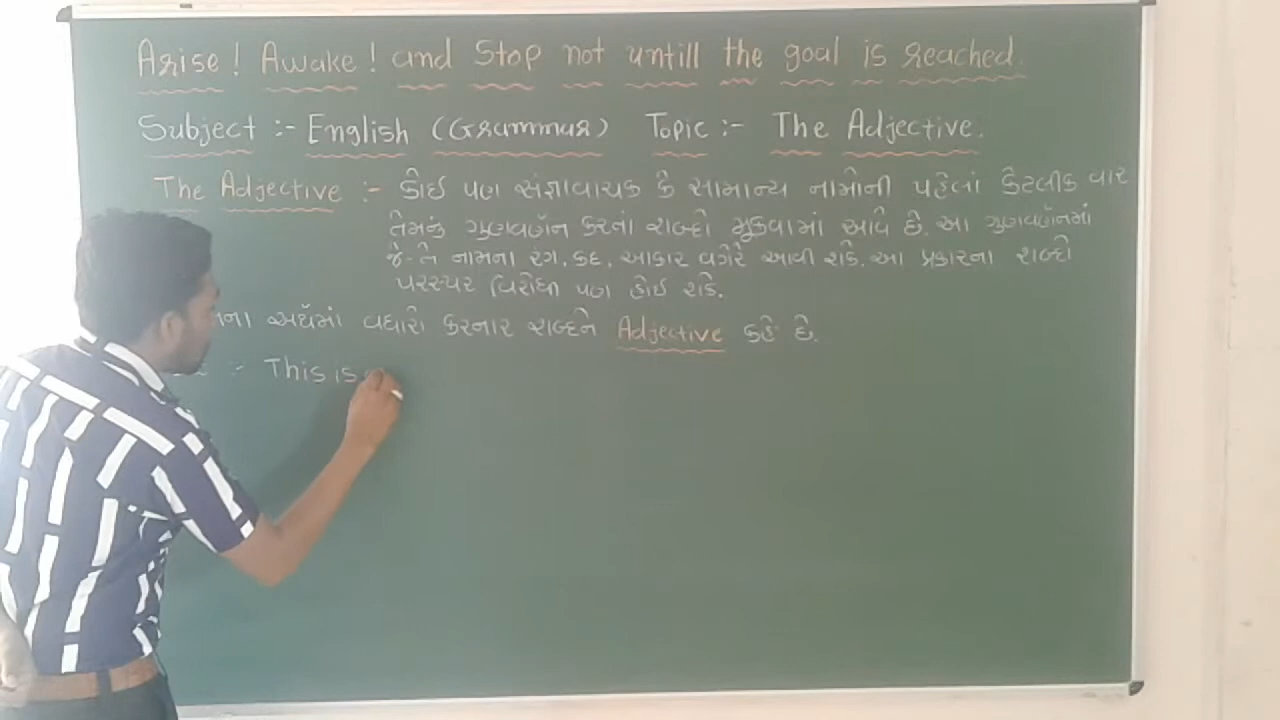 Arise! Awake! and Stop not untill the goal is reached.
Subject :- English (Grammar) Topic :- The Adjective.
The Adjective :- કોઈ પણ સંજ્ઞાવાચક કે સામાન્ય નામોની પહેલાં કેટલીક વાર
તેમનું ગુણવર્ણન કરતાં શબ્દો મૂકવામાં આવે છે. આ ગુણવર્ણનમાં
જે-તે નામના રંગ, કદ, આકાર વગેરે આવી શકે. આ પ્રકારના શબ્દો
પરસ્પર વિરોધી પણ હોઈ શકે.
અર્થમાં વધારો કરનાર શબ્દને Adjective કહે છે.
:- This is